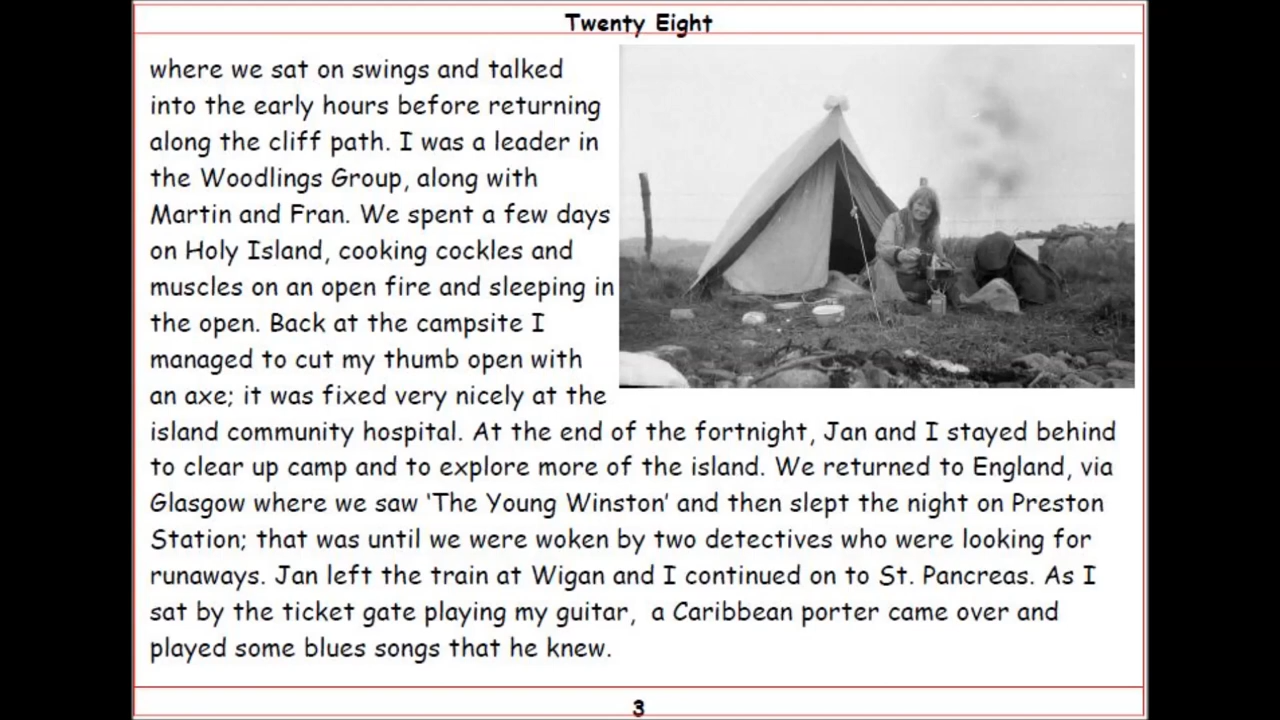 Twenty Eight
where we sat on swings and talked
into the early hours before returning
along the cliff path. I was a leader in
the Woodlings Group, along with
Martin and Fran. We spent a few days
on Holy Island, cooking cockles and
muscles on an open fire and sleeping in
the open. Back at the campsite I
managed to cut my thumb open with
an axe; it was fixed very nicely at the
island community hospital. At the end of the fortnight, Jan and I stayed behind
to clear up camp and to explore more of the island. We returned to England, via
Glasgow where we saw ‘The Young Winston’ and then slept the night on Preston
Station; that was until we were woken by two detectives who were looking for
runaways. Jan left the train at Wigan and I continued on to St. Pancreas. As I
sat by the ticket gate playing my guitar,  a Caribbean porter came over and
played some blues songs that he knew.
3